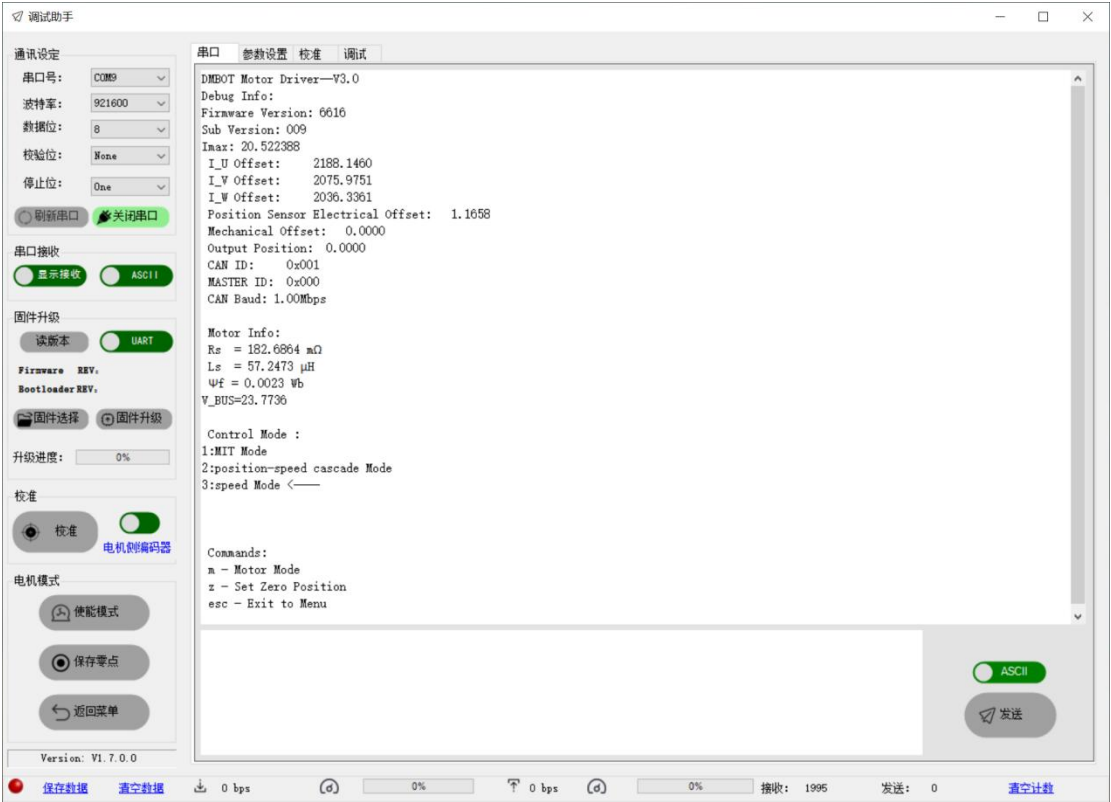 调试助手
通讯设定
串口号: COM9
波特率: 921600
数据位: 8
校验位: None
停止位: One
刷新串口 关闭串口
串口接收
显示接收 ASCII
固件升级
读版本 UART
Firmware REV:
Bootloader REV:
固件选择 固件升级
升级进度: 0%
校准
校准
电机侧编码器
电机模式
使能模式
保存零点
返回菜单
Version: V1.7.0.0
串口 参数设置 校准 调试
DMBOT Motor Driver——V3.0
Debug Info:
Firmware Version: 6616
Sub Version: 009
Imax: 20.522388
I_U Offset: 2188.1460
I_V Offset: 2075.9751
I_W Offset: 2036.3361
Position Sensor Electrical Offset: 1.1658
Mechanical Offset: 0.0000
Output Position: 0.0000
CAN ID: 0x001
MASTER ID: 0x000
CAN Baud: 1.00Mbps
Motor Info:
Rs = 182.6864 mΩ
Ls = 57.2473 μH
Ψf = 0.0023 Wb
V_BUS=23.7736
Control Mode :
1:MIT Mode
2:position-speed cascade Mode
3:speed Mode <——
Commands:
m - Motor Mode
z - Set Zero Position
esc - Exit to Menu
ASCII
发送
保存数据 清空数据 0 bps 0% 0 bps 0% 接收: 1995 发送: 0 清空计数